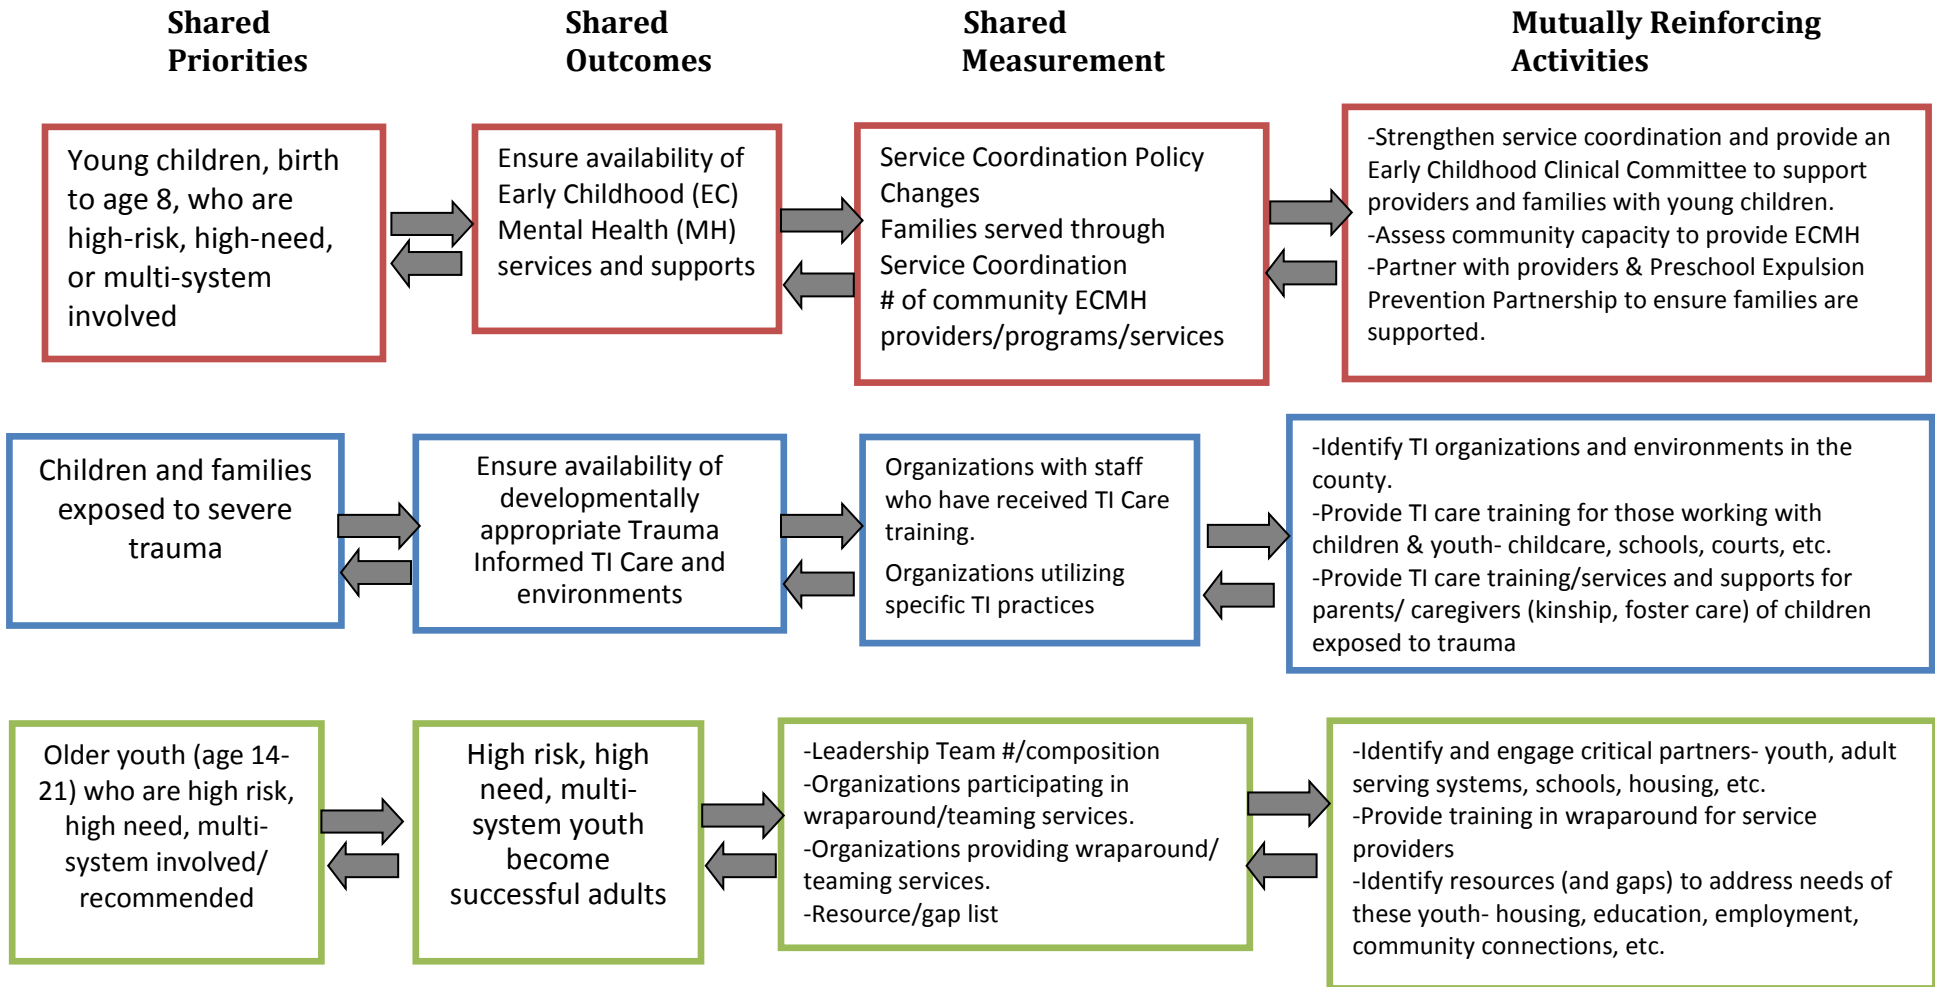 Shared
Priorities
Shared
Outcomes
Shared
Measurement
Mutually Reinforcing
Activities
Young children, birth
to age 8, who are
high-risk, high-need,
or multi-system
involved
Ensure availability of
Early Childhood (EC)
Mental Health (MH)
services and supports
Service Coordination Policy
Changes
Families served through
Service Coordination
# of community ECMH
providers/programs/services
-Strengthen service coordination and provide an
Early Childhood Clinical Committee to support
providers and families with young children.
-Assess community capacity to provide ECMH
-Partner with providers & Preschool Expulsion
Prevention Partnership to ensure families are
supported.
Children and families
exposed to severe
trauma
Ensure availability of
developmentally
appropriate Trauma
Informed TI Care and
environments
Organizations with staff
who have received TI Care
training.
Organizations utilizing
specific TI practices
-Identify TI organizations and environments in the
county.
-Provide TI care training for those working with
children & youth- childcare, schools, courts, etc.
-Provide TI care training/services and supports for
parents/ caregivers (kinship, foster care) of children
exposed to trauma
Older youth (age 14-
21) who are high risk,
high need, multi-
system involved/
recommended
High risk, high
need, multi-
system youth
become
successful adults
-Leadership Team #/composition
-Organizations participating in
wraparound/teaming services.
-Organizations providing wraparound/
teaming services.
-Resource/gap list
-Identify and engage critical partners- youth, adult
serving systems, schools, housing, etc.
-Provide training in wraparound for service
providers
-Identify resources (and gaps) to address needs of
these youth- housing, education, employment,
community connections, etc.